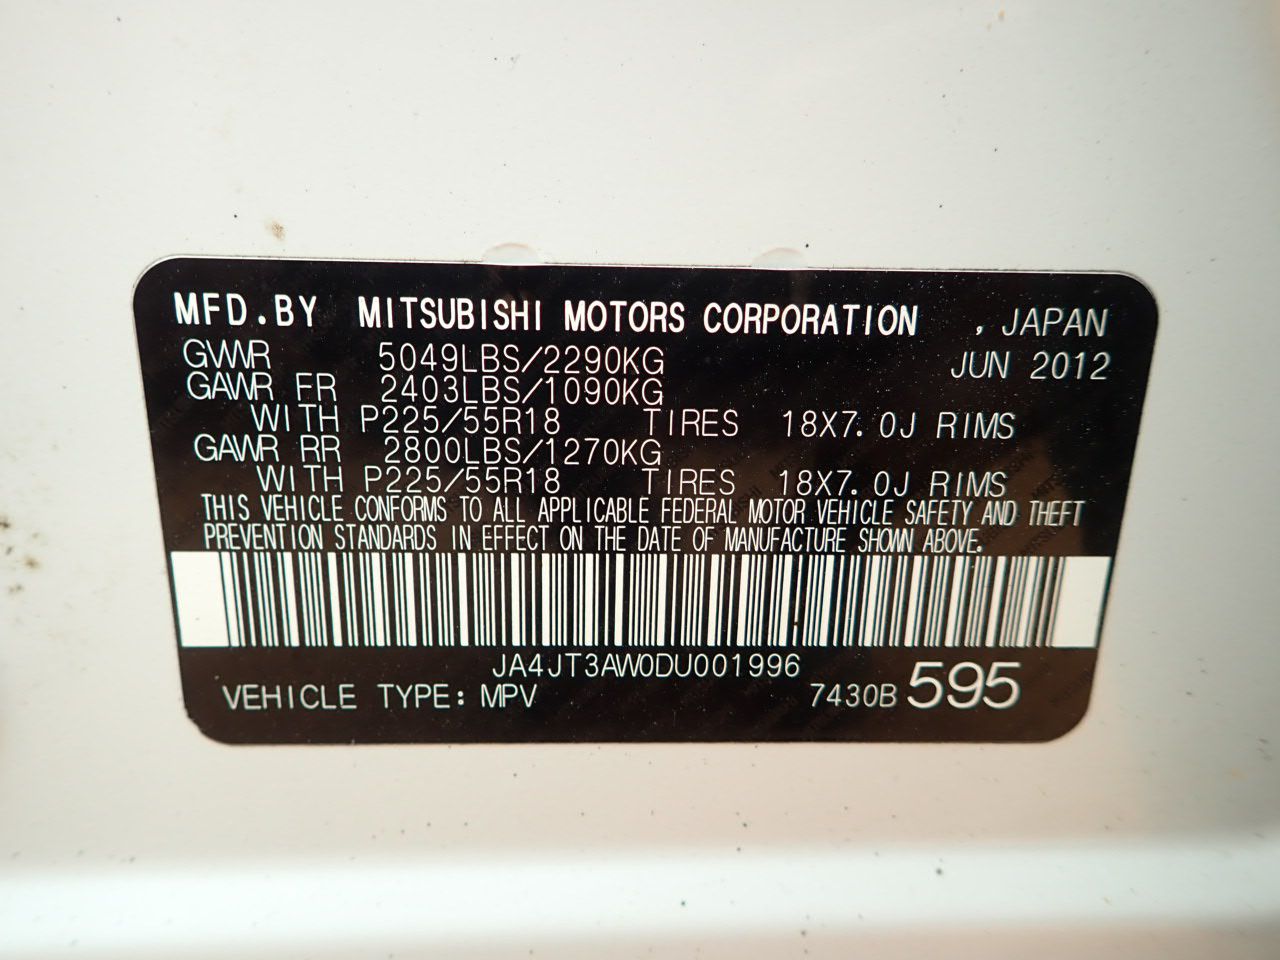 MFD.BY MITSUBISHI MOTORS CORPORATION , JAPAN
GVWR 5049LBS/2290KG JUN 2012
GAWR FR 2403LBS/1090KG
WITH P225/55R18 TIRES 18X7.0J RIMS
GAWR RR 2800LBS/1270KG
WITH P225/55R18 TIRES 18X7.0J RIMS
THIS VEHICLE CONFORMS TO ALL APPLICABLE FEDERAL MOTOR VEHICLE SAFETY AND THEFT
PREVENTION STANDARDS IN EFFECT ON THE DATE OF MANUFACTURE SHOWN ABOVE.
JA4JT3AW0DU001996
VEHICLE TYPE: MPV 7430B 595